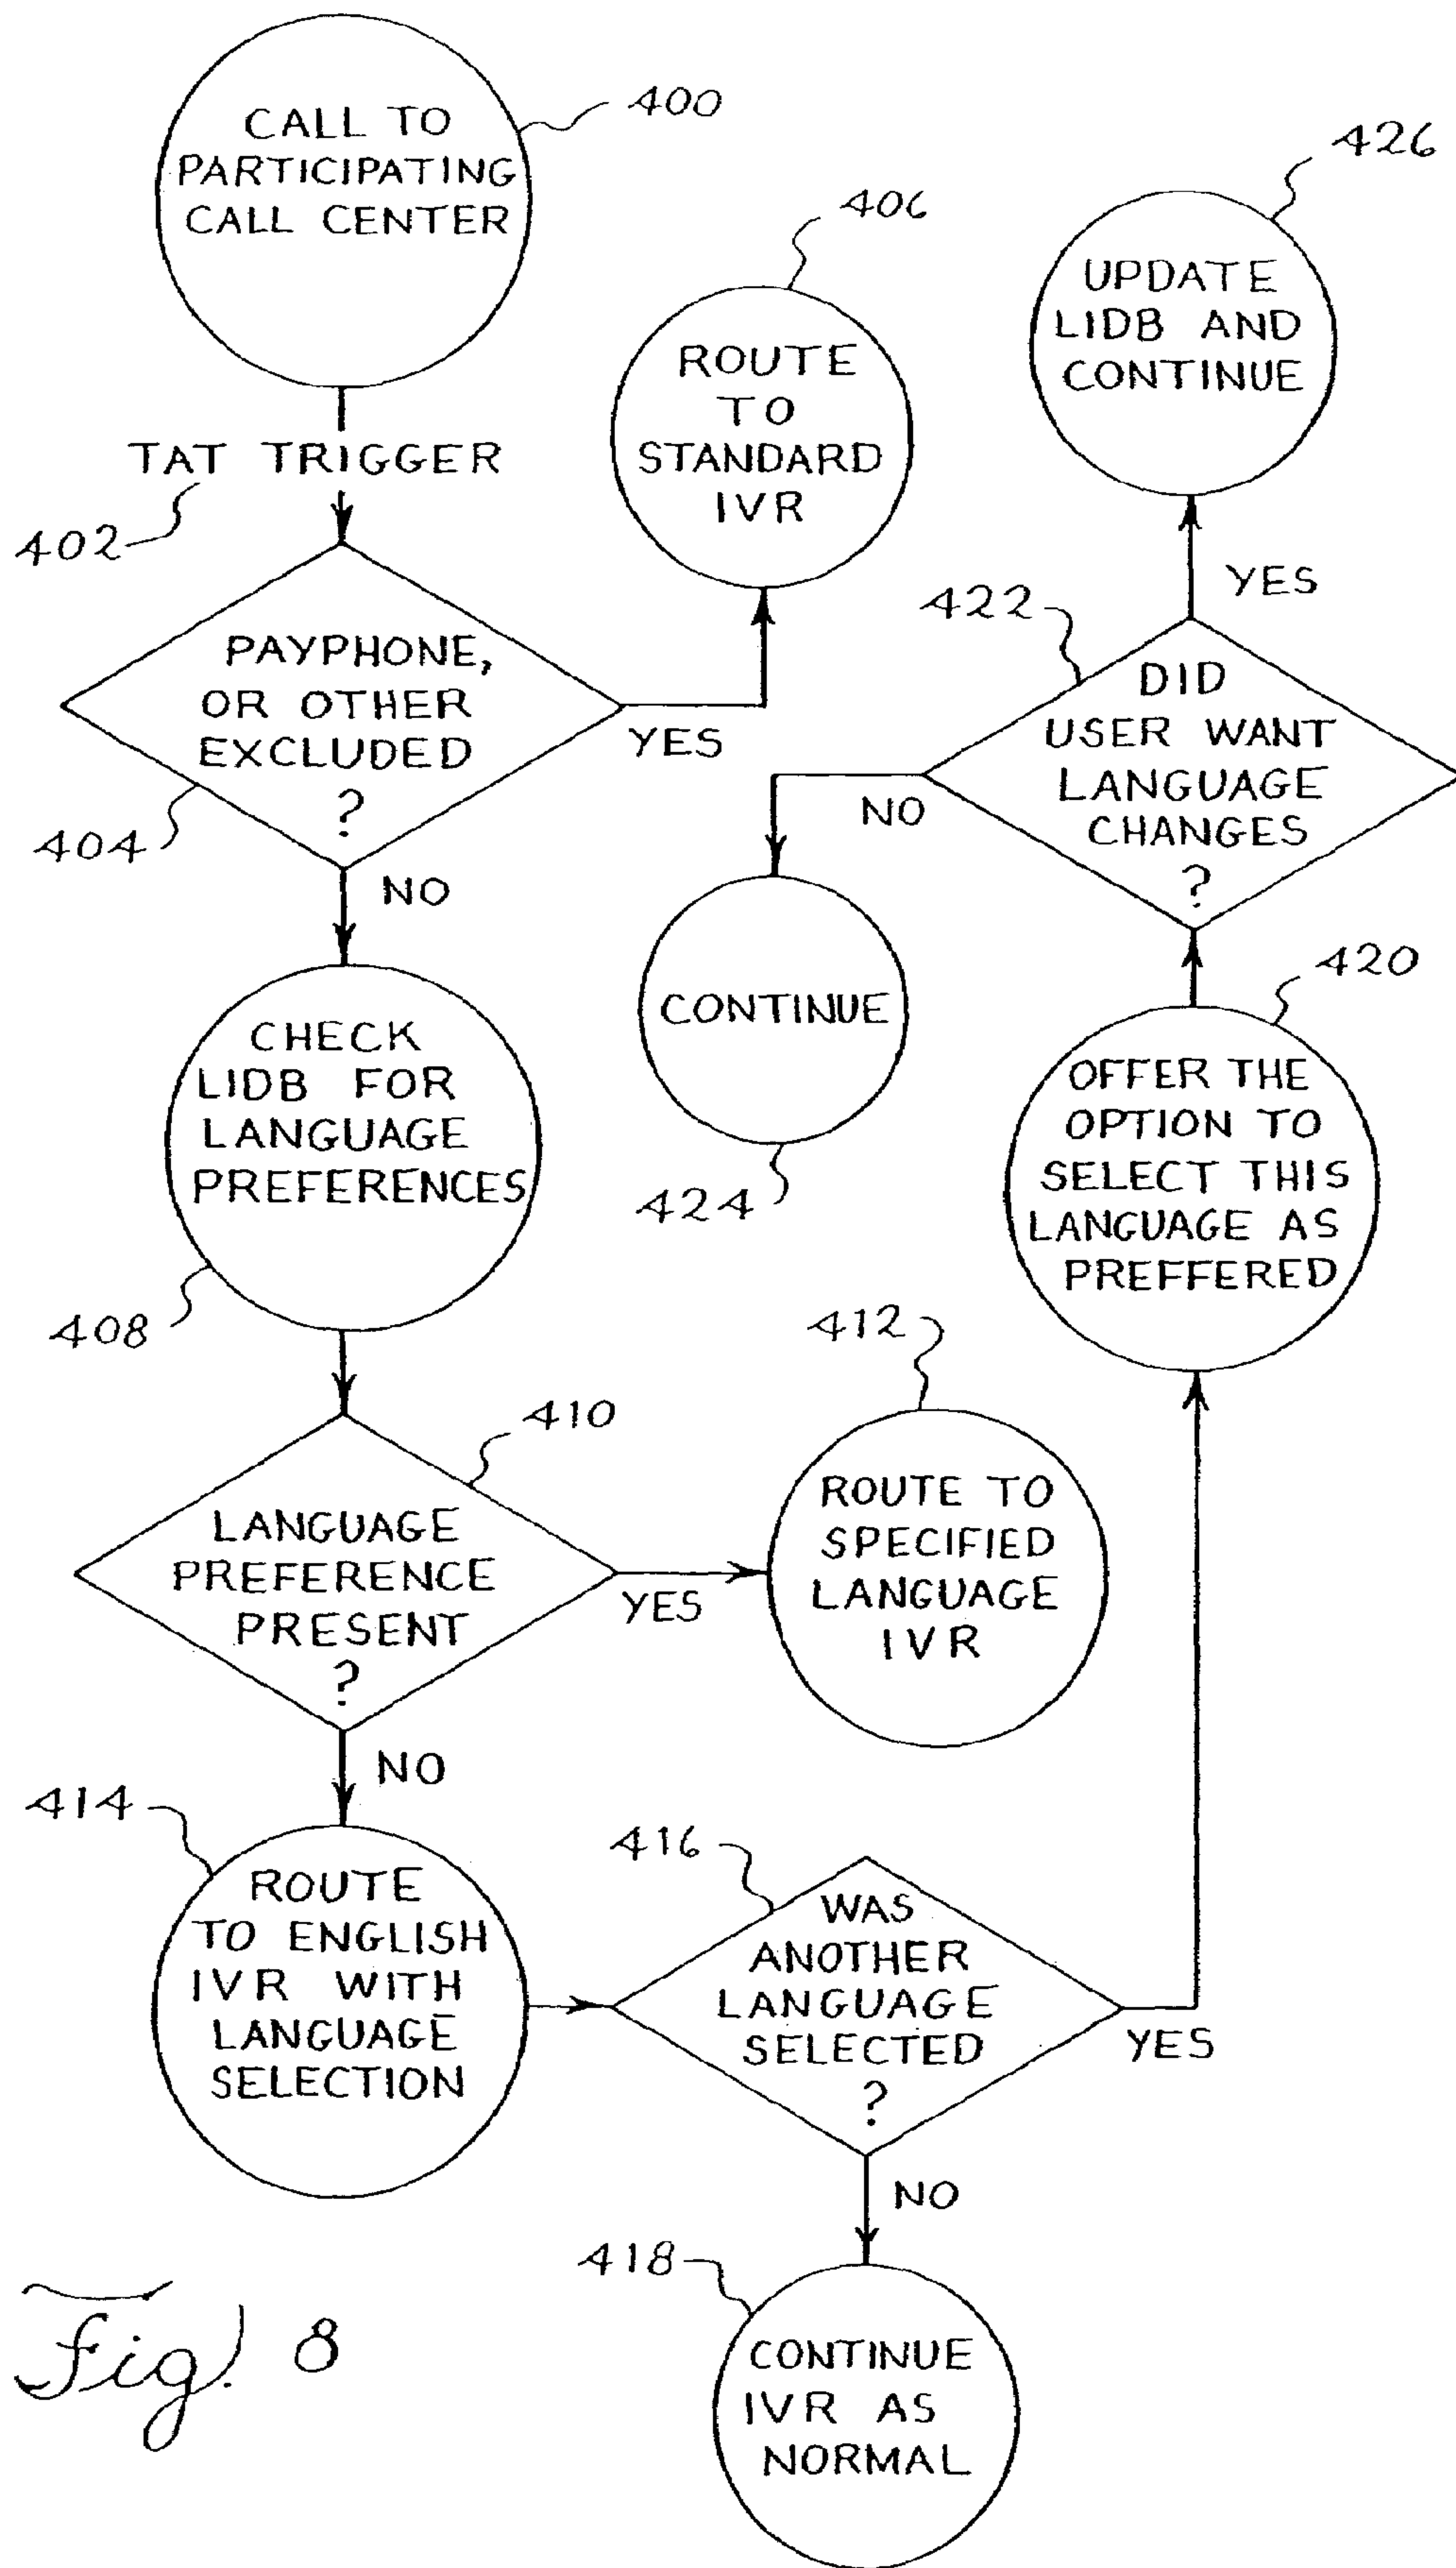 CALL TO
PARTICIPATING
CALL CENTER
400
TAT TRIGGER
402
PAYPHONE,
OR OTHER
EXCLUDED
?
404
YES
NO
406
ROUTE
TO
STANDARD
IVR
CHECK
LIDB FOR
LANGUAGE
PREFERENCES
408
LANGUAGE
PREFERENCE
PRESENT
?
410
YES
NO
412
ROUTE TO
SPECIFIED
LANGUAGE
IVR
414
ROUTE
TO ENGLISH
IVR WITH
LANGUAGE
SELECTION
416
WAS
ANOTHER
LANGUAGE
SELECTED
?
YES
NO
418
CONTINUE
IVR AS
NORMAL
420
OFFER THE
OPTION TO
SELECT THIS
LANGUAGE AS
PREFFERED
422
DID
USER WANT
LANGUAGE
CHANGES
?
NO
YES
CONTINUE
424
426
UPDATE
LIDB AND
CONTINUE
Fig. 8